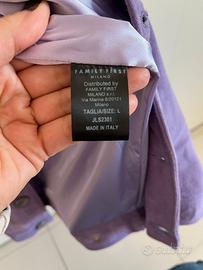 FAMILY FIRST
MILANO
Distributed by
FAMILY FIRST
MILANO s.r.l.
Via Marina 6/20121
Milano
TAGLIA/SIZE: L
JLS2301
MADE IN ITALY
subito